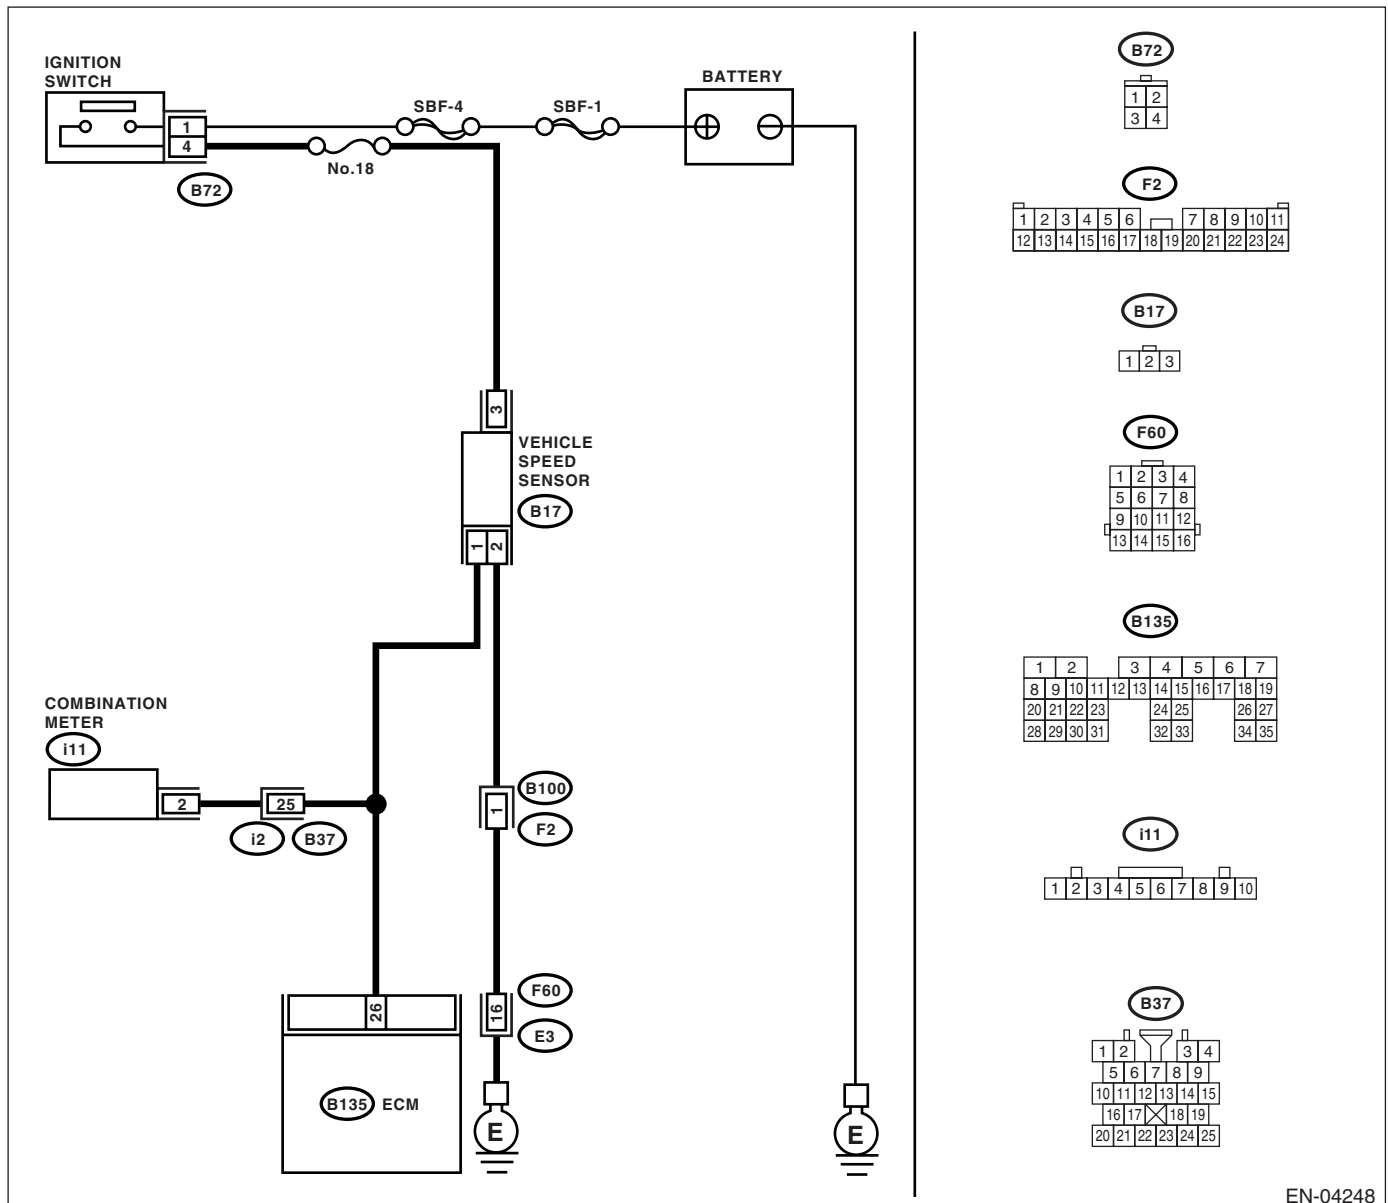 IGNITION
SWITCH
1
4
B72
No.18
SBF-4
SBF-1
BATTERY
3
VEHICLE
SPEED
SENSOR
B17
1 2
COMBINATION
METER
i11
2
25
i2
B37
1
B100
F2
26
B135 ECM
16
F60
E3
E
E
B72
1 2
3 4
F2
1 2 3 4 5 6 7 8 9 10 11
12 13 14 15 16 17 18 19 20 21 22 23 24
B17
1 2 3
F60
1 2 3 4
5 6 7 8
9 10 11 12
13 14 15 16
B135
1 2 3 4 5 6 7
8 9 10 11 12 13 14 15 16 17 18 19
20 21 22 23 24 25 26 27
28 29 30 31 32 33 34 35
i11
1 2 3 4 5 6 7 8 9 10
B37
1 2 3 4
5 6 7 8 9
10 11 12 13 14 15
16 17 18 19
20 21 22 23 24 25
EN-04248